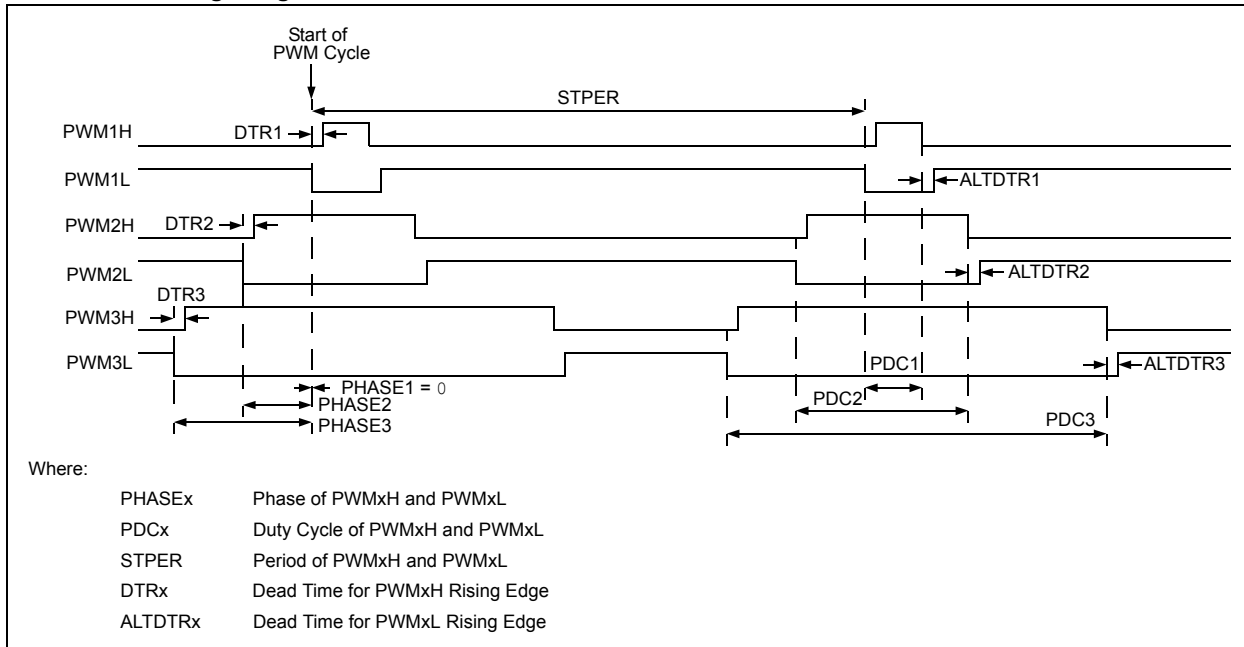 Start of
PWM Cycle
STPER
PWM1H
DTR1
PWM1L
ALTDTR1
PWM2H
DTR2
PWM2L
ALTDTR2
DTR3
PWM3H
PWM3L
PDC1
ALTDTR3
PHASE1 = 0
PHASE2
PDC2
PHASE3
PDC3
Where:
PHASEx Phase of PWMxH and PWMxL
PDCx Duty Cycle of PWMxH and PWMxL
STPER Period of PWMxH and PWMxL
DTRx Dead Time for PWMxH Rising Edge
ALTDTRx Dead Time for PWMxL Rising Edge